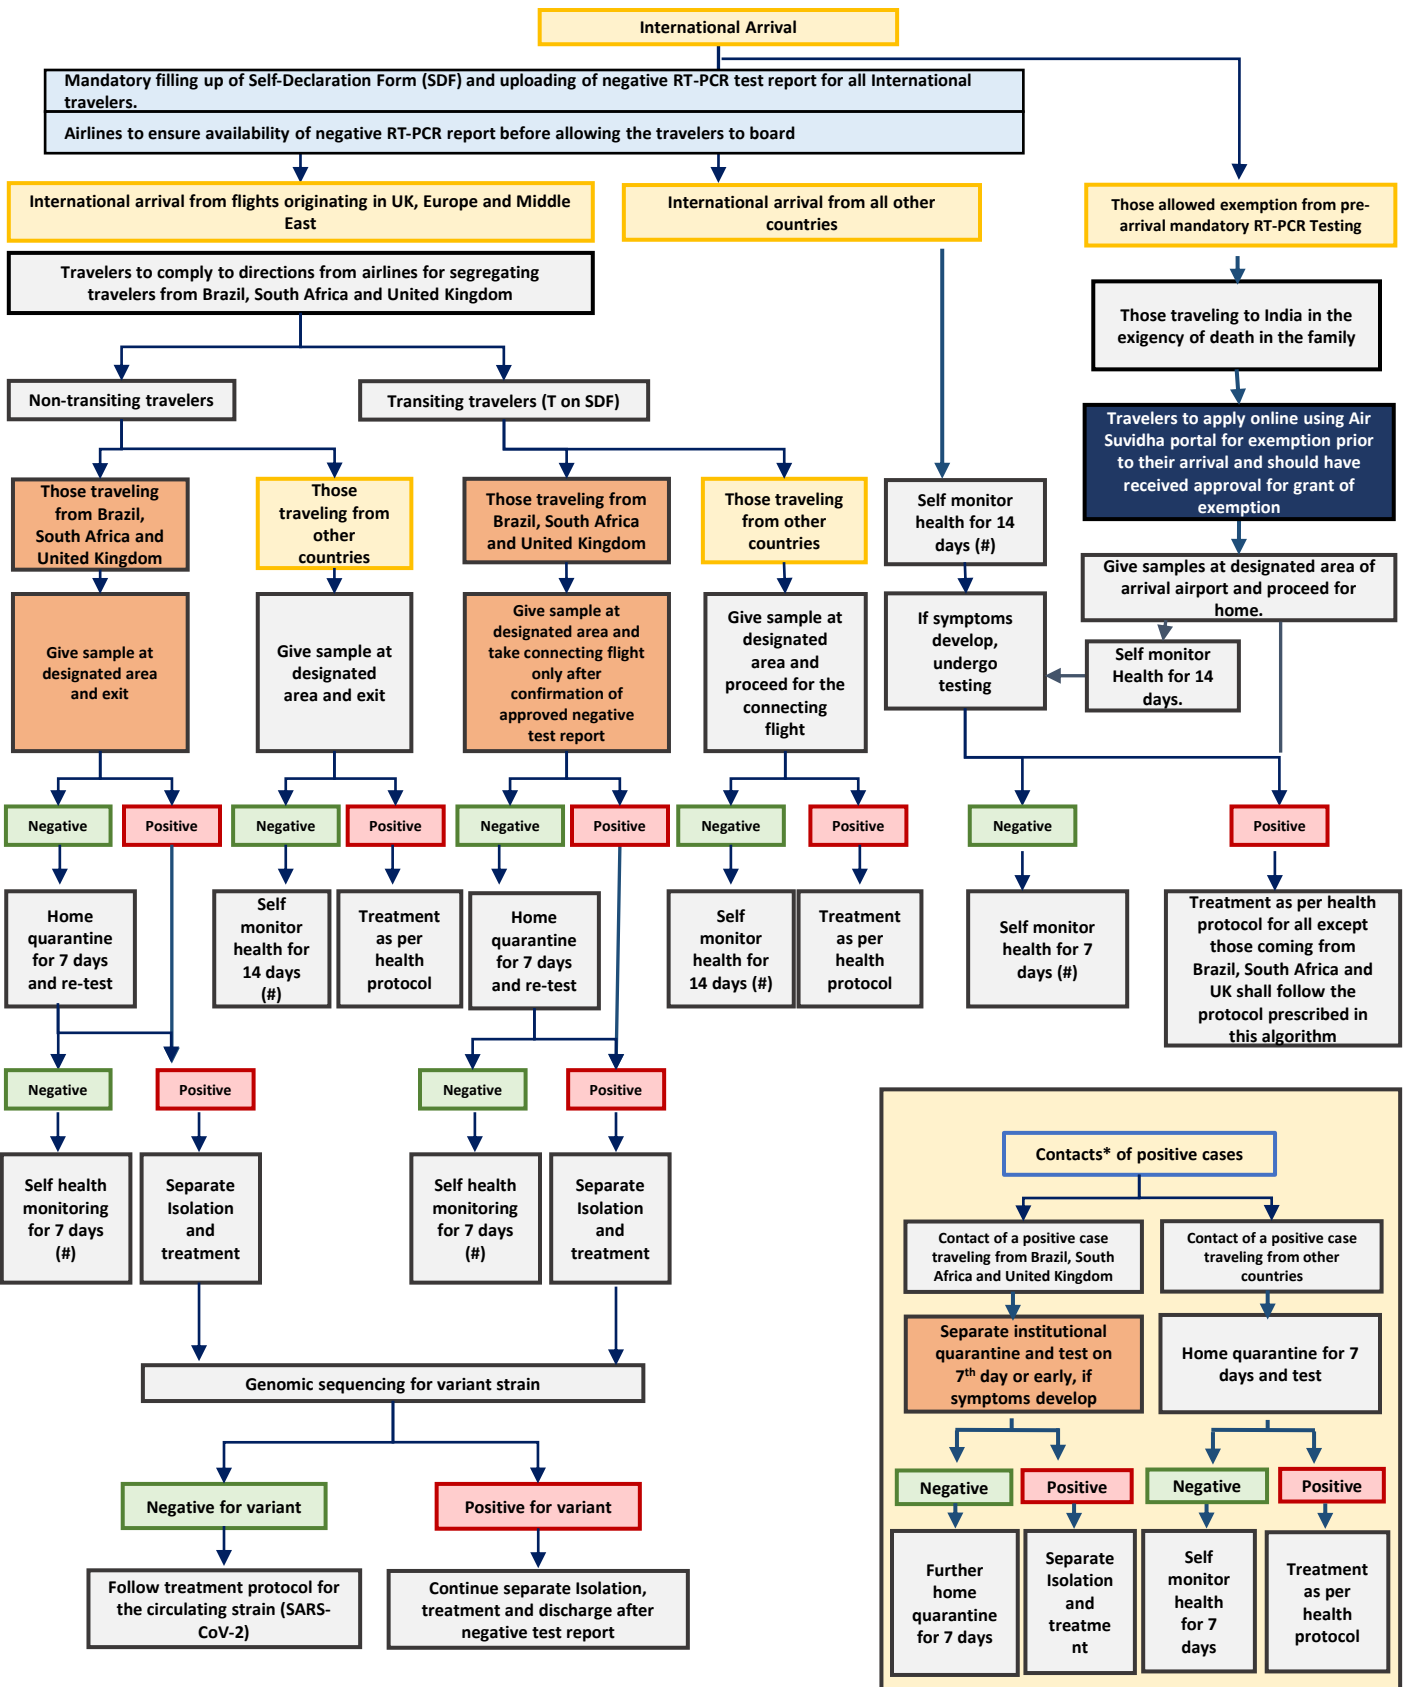 International Arrival
Mandatory filling up of Self-Declaration Form (SDF) and uploading of negative RT-PCR test report for all International
travelers.
Airlines to ensure availability of negative RT-PCR report before allowing the travelers to board
International arrival from flights originating in UK, Europe and Middle
East
International arrival from all other
countries
Those allowed exemption from pre-
arrival mandatory RT-PCR Testing
Travelers to comply to directions from airlines for segregating
travelers from Brazil, South Africa and United Kingdom
Those traveling to India in the
exigency of death in the family
Non-transiting travelers
Transiting travelers (T on SDF)
Travelers to apply online using Air
Suvidha portal for exemption prior
to their arrival and should have
received approval for grant of
exemption
Those traveling
from Brazil,
South Africa and
United Kingdom
Those
traveling from
other
countries
Those traveling from
Brazil, South Africa
and United Kingdom
Those traveling
from other
countries
Self monitor
health for 14
days (#)
Give samples at designated area of
arrival airport and proceed for
home.
Give sample at
designated area
and exit
Give sample at
designated
area and exit
Give sample at
designated area and
take connecting flight
only after
confirmation of
approved negative
test report
Give sample at
designated
area and
proceed for the
connecting
flight
If symptoms
develop,
undergo
testing
Self monitor
Health for 14
days.
Negative
Positive
Negative
Positive
Negative
Positive
Negative
Positive
Negative
Positive
Home
quarantine
for 7 days
and re-test
Self
monitor
health for
14 days
(#)
Treatment
as per
health
protocol
Home
quarantine
for 7 days
and re-test
Self
monitor
health for
14 days (#)
Treatment
as per
health
protocol
Self monitor
health for 7
days (#)
Treatment as per health
protocol for all except
those coming from
Brazil, South Africa and
UK shall follow the
protocol prescribed in
this algorithm
Negative
Positive
Negative
Positive
Self health
monitoring
for 7 days
(#)
Separate
Isolation
and
treatment
Self health
monitoring
for 7 days
(#)
Separate
Isolation
and
treatment
Genomic sequencing for variant strain
Negative for variant
Positive for variant
Follow treatment protocol for
the circulating strain (SARS-
CoV-2)
Continue separate Isolation,
treatment and discharge after
negative test report
Contacts* of positive cases
Contact of a positive case
traveling from Brazil, South
Africa and United Kingdom
Contact of a positive case
traveling from other
countries
Separate institutional
quarantine and test on
7th day or early, if
symptoms develop
Home quarantine for 7
days and test
Negative
Positive
Negative
Positive
Further
home
quarantine
for 7 days
Separate
Isolation
and
treatme
nt
Self
monitor
health
for 7
days
Treatment
as per
health
protocol